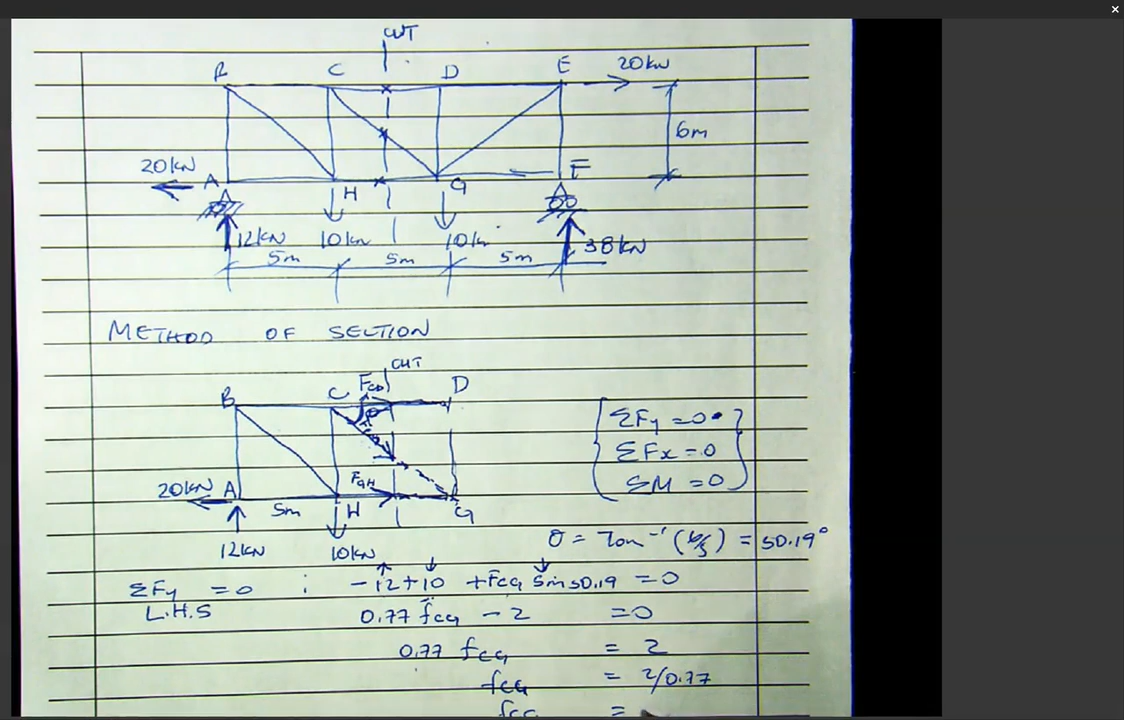 CUT
B C D E 20kN
6m
20kN A H G F
12kN 10kN 10k 38kN
5m 5m 5m
METHOD OF SECTION
CUT
B C FCD D
ΣFy = 0
ΣFx = 0
ΣM = 0
20kN A 5m H FGH G
12kN 10kN
θ = Tan⁻¹ (6/5) = 50.19°
ΣFy = 0 ; -12+10 +FCG Sin50.19 = 0
L.H.S
0.77 fCG - 2 = 0
0.77 fCG = 2
fCG = 2/0.77
fCG =